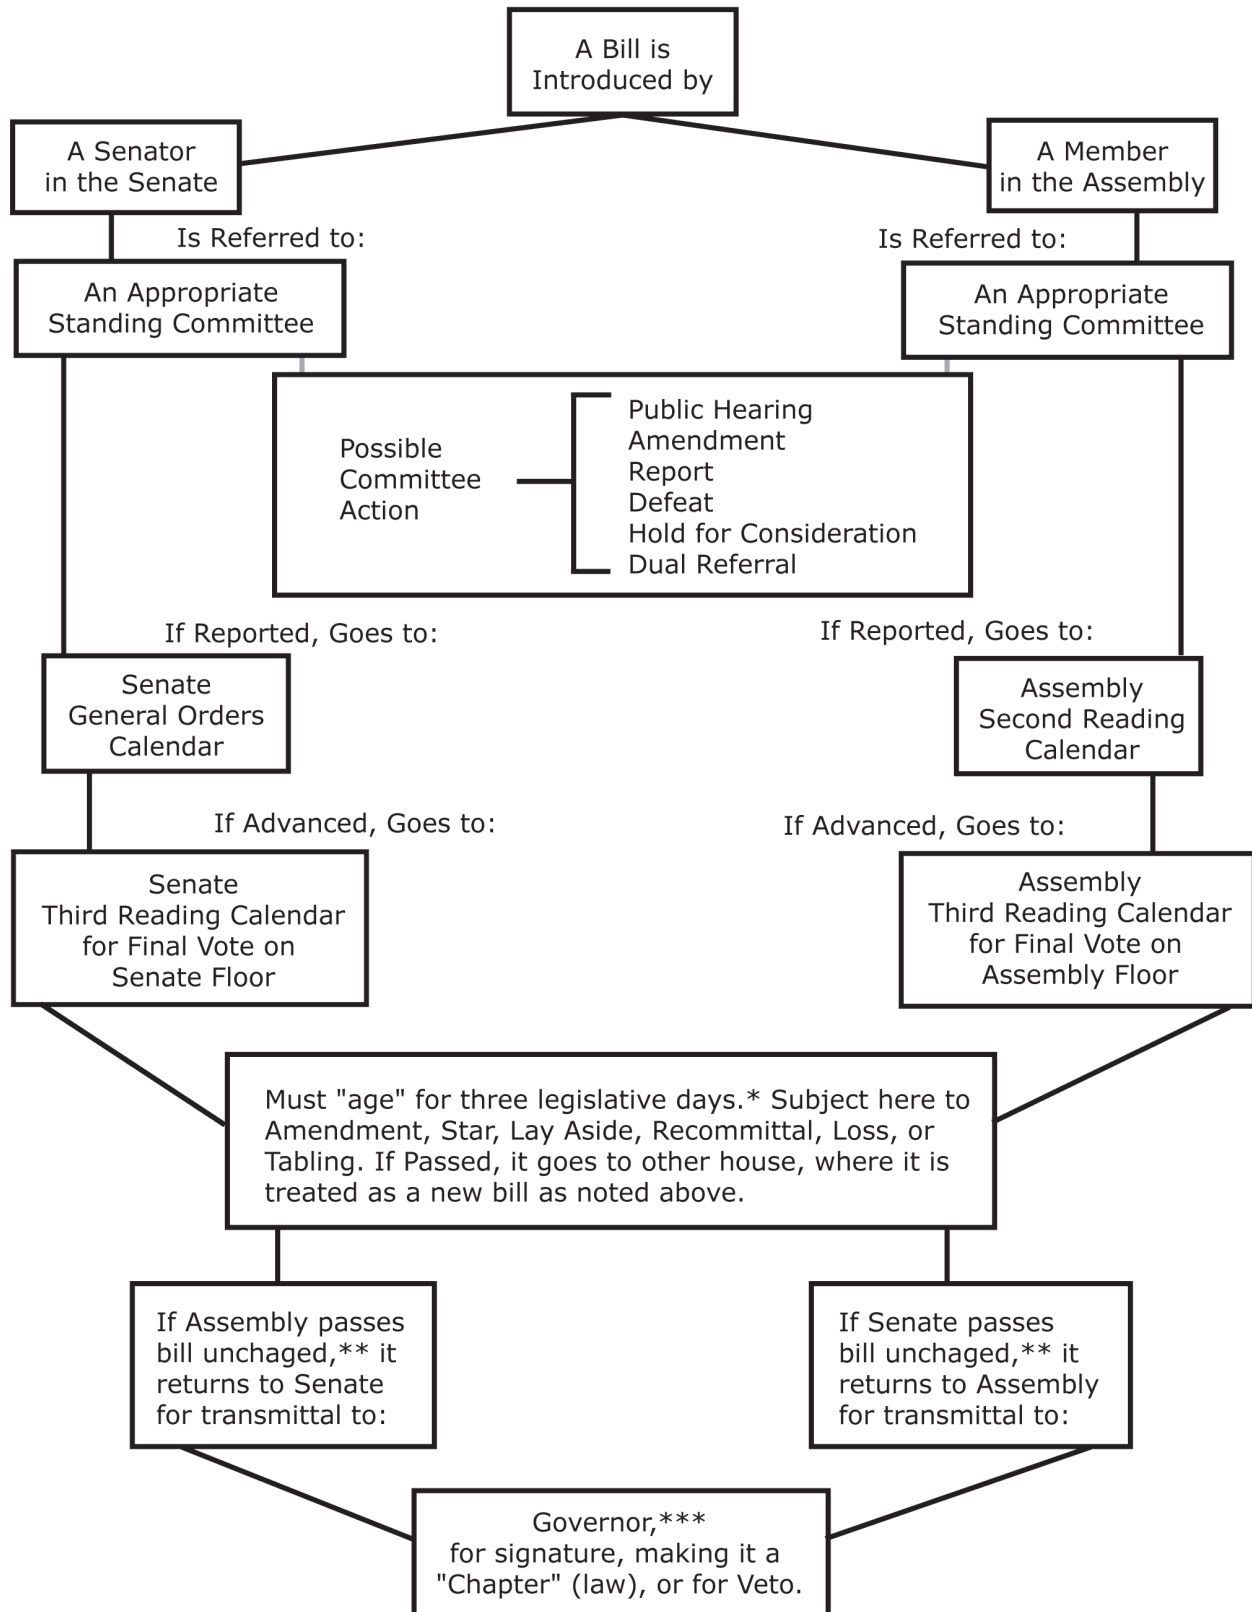 A Bill is
Introduced by
A Senator
in the Senate
A Member
in the Assembly
Is Referred to:
Is Referred to:
An Appropriate
Standing Committee
An Appropriate
Standing Committee
Possible
Committee
Action
Public Hearing
Amendment
Report
Defeat
Hold for Consideration
Dual Referral
If Reported, Goes to:
If Reported, Goes to:
Senate
General Orders
Calendar
Assembly
Second Reading
Calendar
If Advanced, Goes to:
If Advanced, Goes to:
Senate
Third Reading Calendar
for Final Vote on
Senate Floor
Assembly
Third Reading Calendar
for Final Vote on
Assembly Floor
Must "age" for three legislative days.* Subject here to
Amendment, Star, Lay Aside, Recommittal, Loss, or
Tabling. If Passed, it goes to other house, where it is
treated as a new bill as noted above.
If Assembly passes
bill unchaged,** it
returns to Senate
for transmittal to:
If Senate passes
bill unchaged,** it
returns to Assembly
for transmittal to:
Governor,***
for signature, making it a
"Chapter" (law), or for Veto.